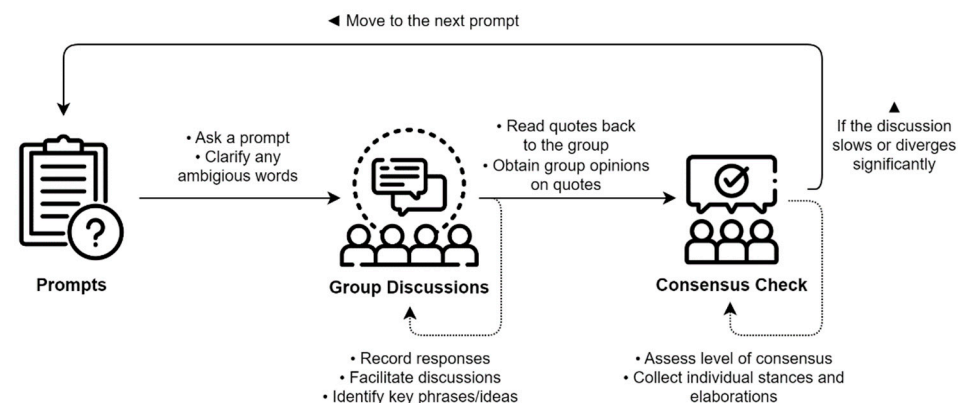 ◄ Move to the next prompt
• Ask a prompt
• Clarify any
ambigious words
• Read quotes back
to the group
• Obtain group opinions
on quotes
▲
If the discussion
slows or diverges
significantly
?
Prompts
Group Discussions
Consensus Check
• Record responses
• Facilitate discussions
• Identify key phrases/ideas
• Assess level of consensus
• Collect individual stances and
elaborations